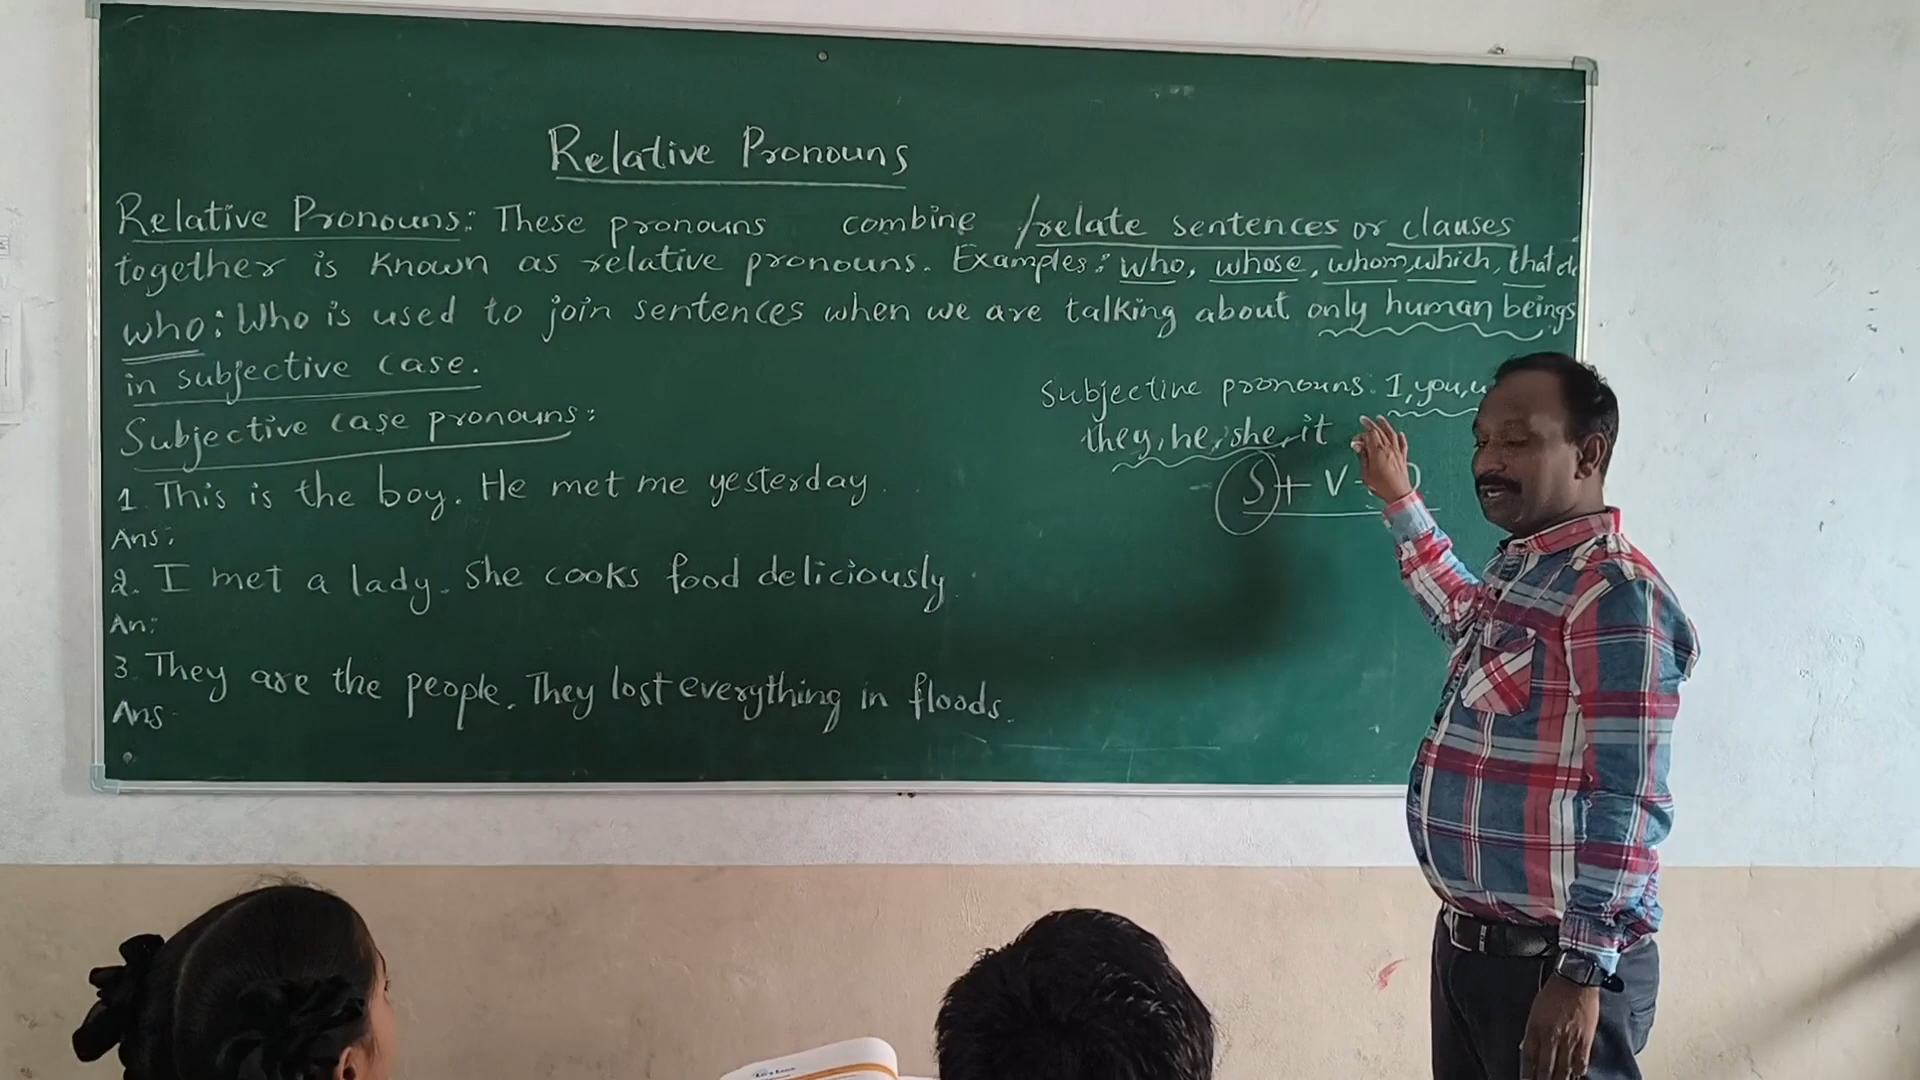 Relative Pronouns
Relative Pronouns: These pronouns combine /relate sentences or clauses
together is known as relative pronouns. Examples: who, whose, whom, which, that etc
who: Who is used to join sentences when we are talking about only human beings
in subjective case.
Subjective case pronouns:
1. This is the boy. He met me yesterday.
Ans:
2. I met a lady. She cooks food deliciously.
An:
3. They are the people. They lost everything in floods.
Ans
Subjective pronouns: I, you,
they, he, she, it
S + V